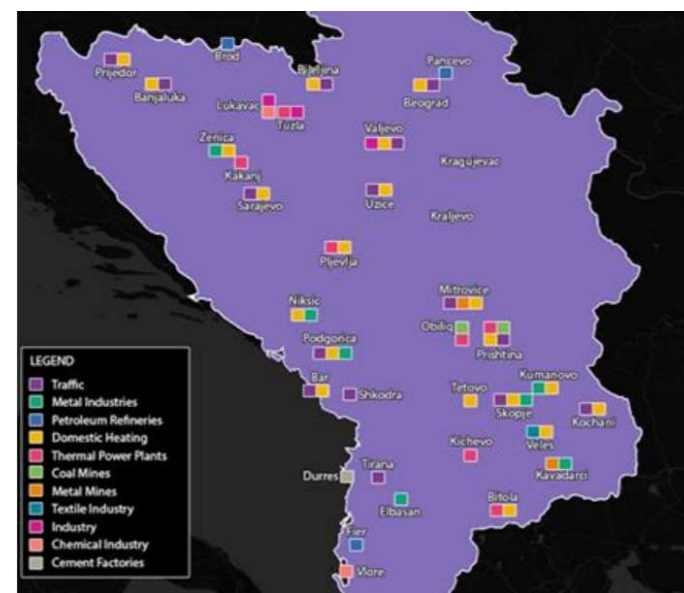 Brod
Prijedor
Bijeljina
Pancevo
Banjaluka
Beograd
Lukavac
Tuzla
Valjevo
Zenica
Kakanj
Kragujevac
Sarajevo
Uzice
Kraljevo
Pljevlja
Niksic
Mitrovice
Obiliq
Podgorica
Prishtina
Bar
Shkodra
Tetovo
Kumanovo
Skopje
Kochani
Kichevo
Veles
Kavadarci
Durres
Tirana
Elbasan
Bitola
Fier
Vlore
LEGEND
Traffic
Metal Industries
Petroleum Refineries
Domestic Heating
Thermal Power Plants
Coal Mines
Metal Mines
Textile Industry
Industry
Chemical Industry
Cement Factories